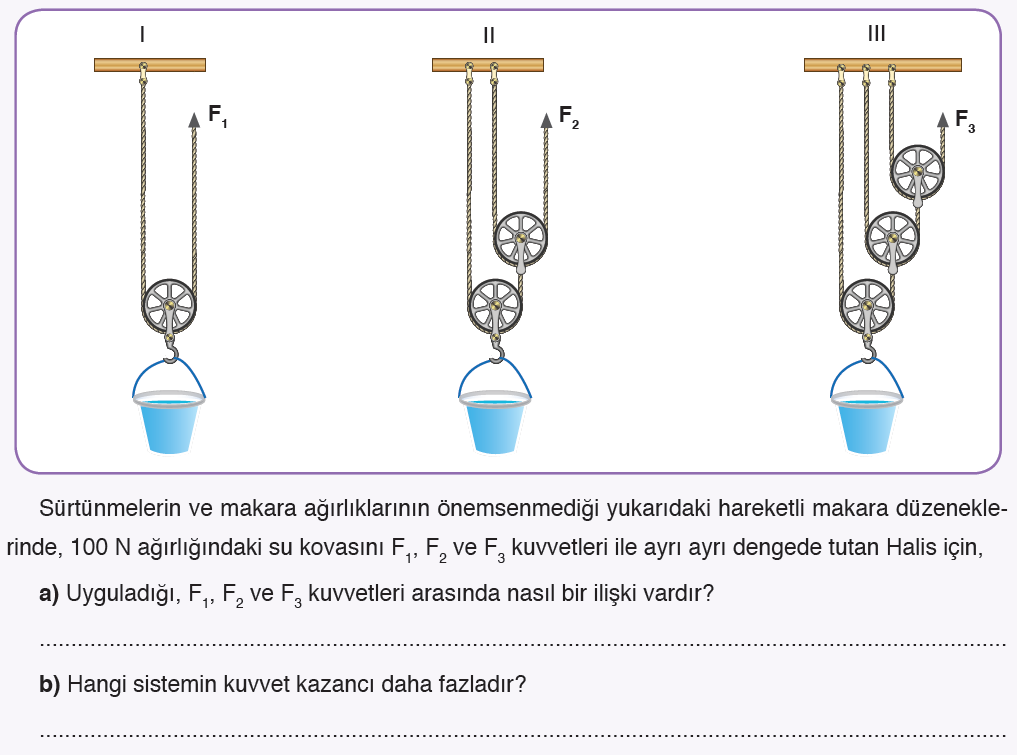 I
II
III
F₁
F₂
F₃
Sürtünmelerin ve makara ağırlıklarının önemsenmediği yukarıdaki hareketli makara düzenekle-
rinde, 100 N ağırlığındaki su kovasını F₁, F₂ ve F₃ kuvvetleri ile ayrı ayrı dengede tutan Halis için,
a) Uyguladığı, F₁, F₂ ve F₃ kuvvetleri arasında nasıl bir ilişki vardır?
b) Hangi sistemin kuvvet kazancı daha fazladır?